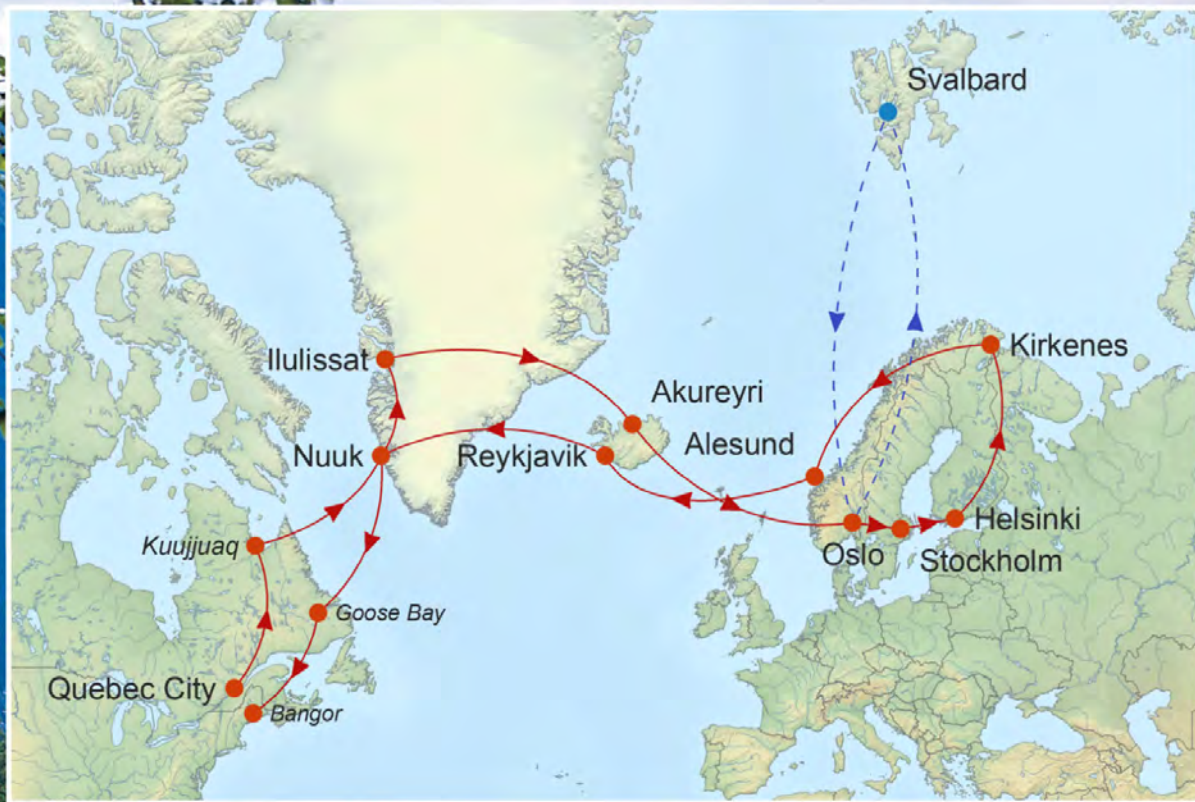 Svalbard
Ilulissat
Kirkenes
Akureyri
Nuuk
Reykjavik
Alesund
Kuujjuaq
Helsinki
Oslo
Stockholm
Goose Bay
Quebec City
Bangor